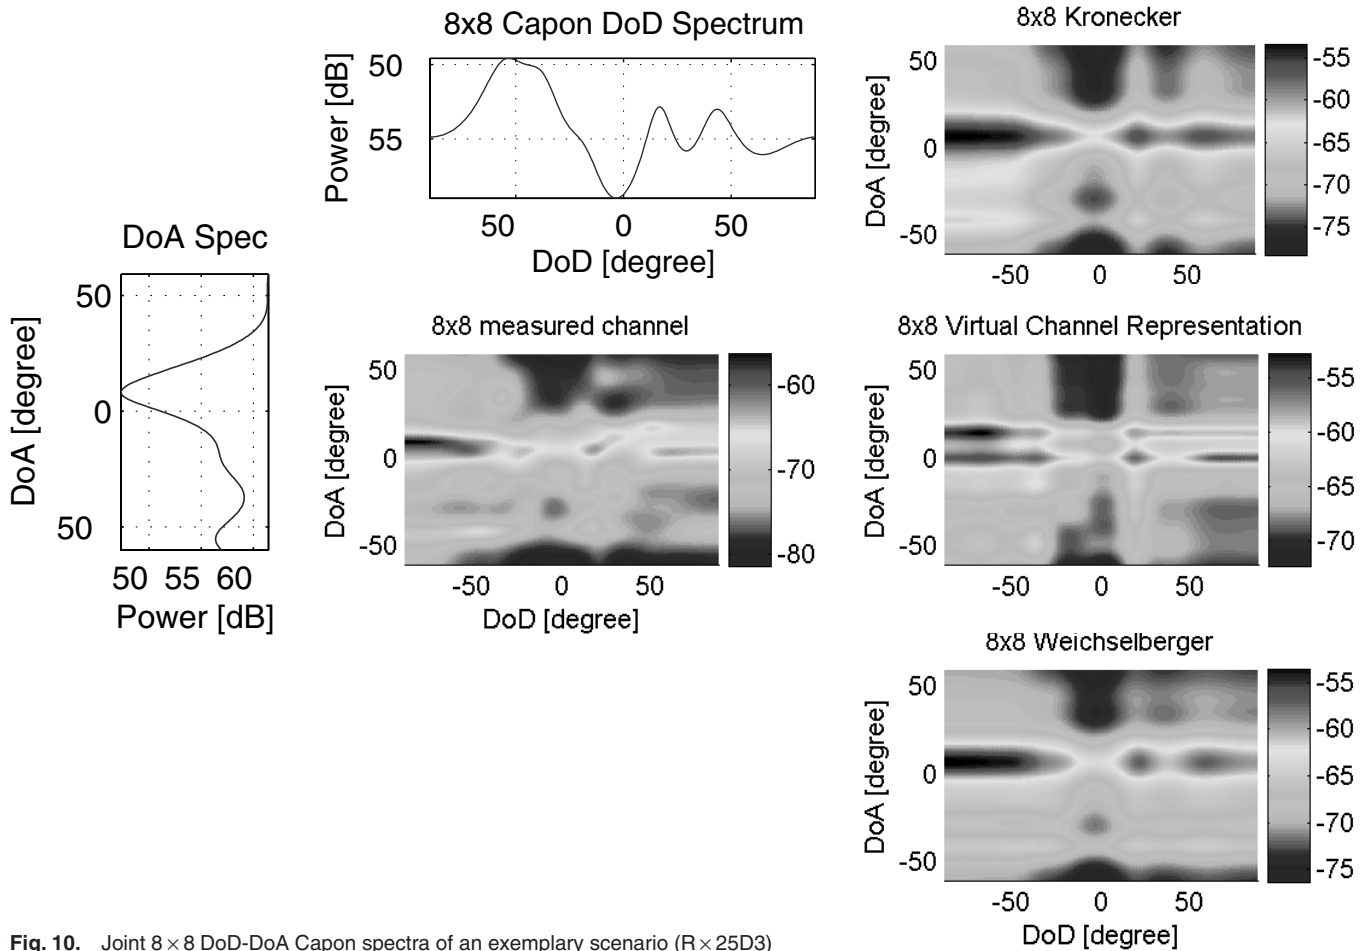 8x8 Capon DoD Spectrum
Power [dB]
50
55
50
0
50
DoD [degree]
DoA Spec
DoA [degree]
50
0
50
50 55 60
Power [dB]
8x8 measured channel
DoA [degree]
50
0
-50
-50
0
50
DoD [degree]
-60
-70
-80
8x8 Kronecker
DoA [degree]
50
0
-50
-50
0
50
-55
-60
-65
-70
-75
8x8 Virtual Channel Representation
DoA [degree]
50
0
-50
-50
0
50
-55
-60
-65
-70
8x8 Weichselberger
DoA [degree]
50
0
-50
-50
0
50
DoD [degree]
-55
-60
-65
-70
-75
Fig. 10. Joint 8 × 8 DoD-DoA Capon spectra of an exemplary scenario (R × 25D3)